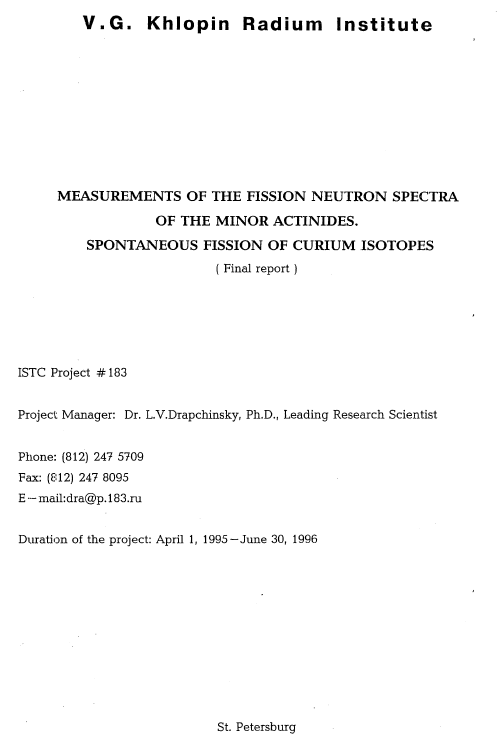 V.G. Khlopin Radium Institute
MEASUREMENTS OF THE FISSION NEUTRON SPECTRA
OF THE MINOR ACTINIDES.
SPONTANEOUS FISSION OF CURIUM ISOTOPES
( Final report )
ISTC Project #183
Project Manager: Dr. L.V.Drapchinsky, Ph.D., Leading Research Scientist
Phone: (812) 247 5709
Fax: (812) 247 8095
E-mail:dra@p.183.ru
Duration of the project: April 1, 1995-June 30, 1996
St. Petersburg